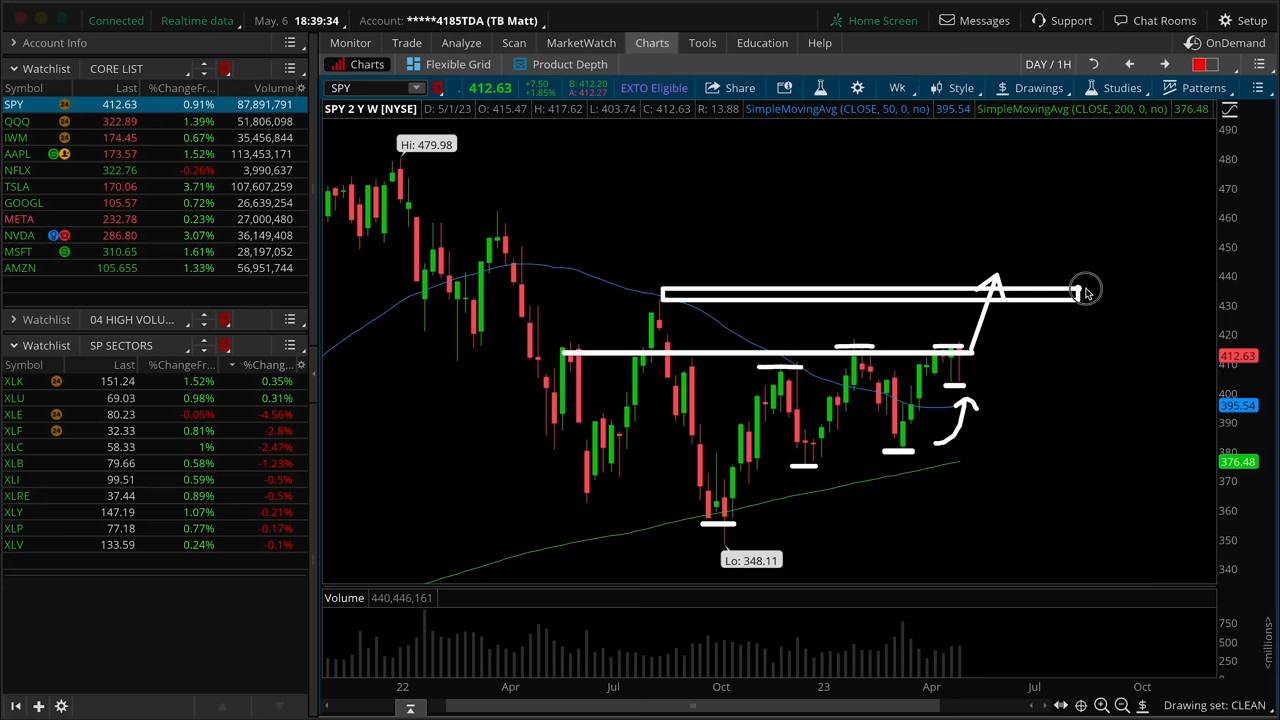 Connected Realtime data May, 6 18:39:34 Account: *****4185TDA (TB Matt) Home Screen Messages Support Chat Rooms Setup
Account Info Monitor Trade Analyze Scan MarketWatch Charts Tools Education Help OnDemand
Watchlist CORE LIST Charts Flexible Grid Product Depth DAY / 1H
Symbol Last %ChangeFr... Volume SPY 412.63 +7.50 +1.85% B: 412.20 A: 412.27 EXTO Eligible Share Wk Style Drawings Studies Patterns
SPY 24 412.63 0.91% 87,891,791 SPY 2 Y W [NYSE] D: 5/1/23 O: 415.47 H: 417.62 L: 403.74 C: 412.63 R: 13.88 SimpleMovingAvg (CLOSE, 50, 0, no) 395.54 SimpleMovingAvg (CLOSE, 200, 0, no) 376.48
QQQ 24 322.89 1.39% 51,806,098
IWM 24 174.45 0.67% 35,456,844
AAPL 173.57 1.52% 113,453,171
NFLX 322.76 -0.26% 3,990,637
TSLA 170.06 3.71% 107,607,259
GOOGL 105.57 0.72% 26,639,254
META 232.78 0.23% 27,000,480
NVDA 286.80 3.07% 36,149,408
MSFT 310.65 1.61% 28,197,052
AMZN 105.655 1.33% 56,951,744
Watchlist 04 HIGH VOLU...
Watchlist SP SECTORS
Symbol Last %ChangeFr... %Chang...
XLK 24 151.24 1.52% 0.35%
XLU 69.03 0.98% 0.31%
XLE 24 80.23 -0.05% -4.56%
XLF 24 32.33 0.81% -2.8%
XLC 58.33 1% -2.47%
XLB 79.66 0.58% -1.23%
XLI 99.51 0.59% -0.5%
XLRE 37.44 0.89% -0.5%
XLY 147.19 1.07% -0.21%
XLP 77.18 0.77% -0.17%
XLV 133.59 0.24% -0.1%
Hi: 479.98
Lo: 348.11
490
480
470
460
450
440
430
420
412.63
400
395.54
390
380
376.48
370
360
350
340
Volume 440,446,161
750
500
250
<millions>
22 Apr Jul Oct 23 Apr Jul Oct
Drawing set: CLEAN